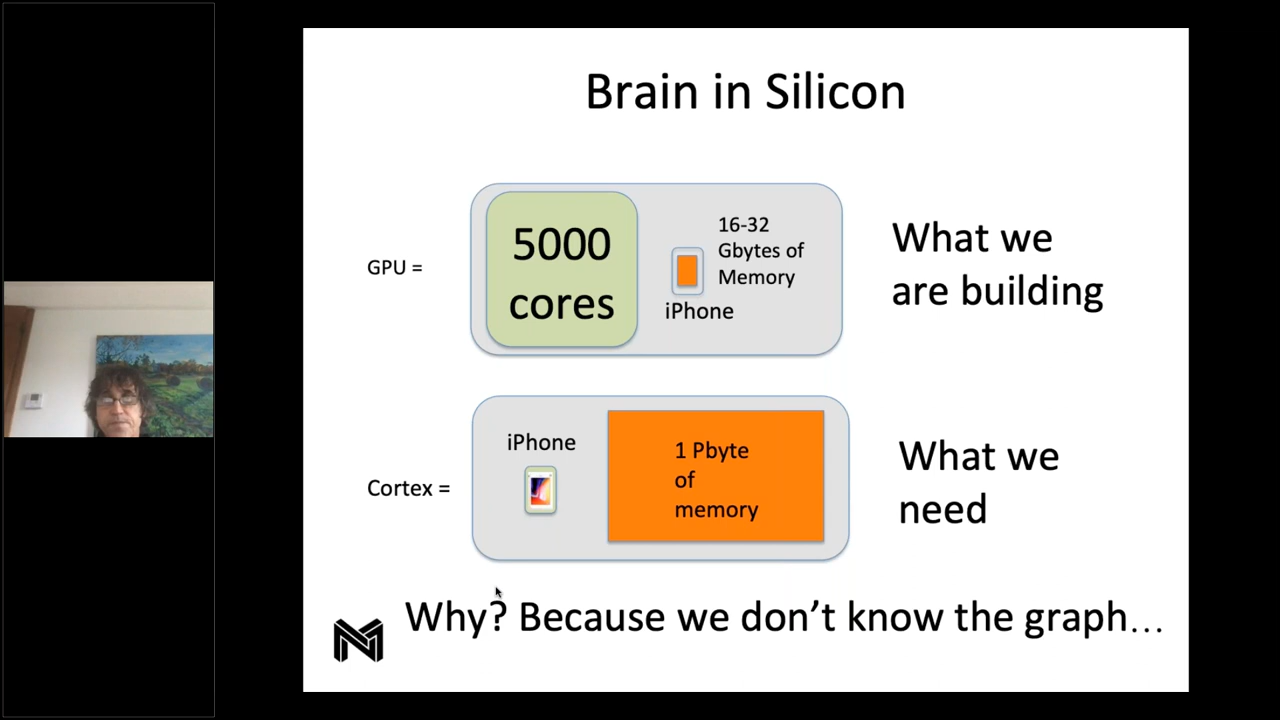 Brain in Silicon
GPU =
5000
cores
16-32
Gbytes of
Memory
iPhone
What we
are building
Cortex =
iPhone
1 Pbyte
of
memory
What we
need
Why? Because we don't know the graph...